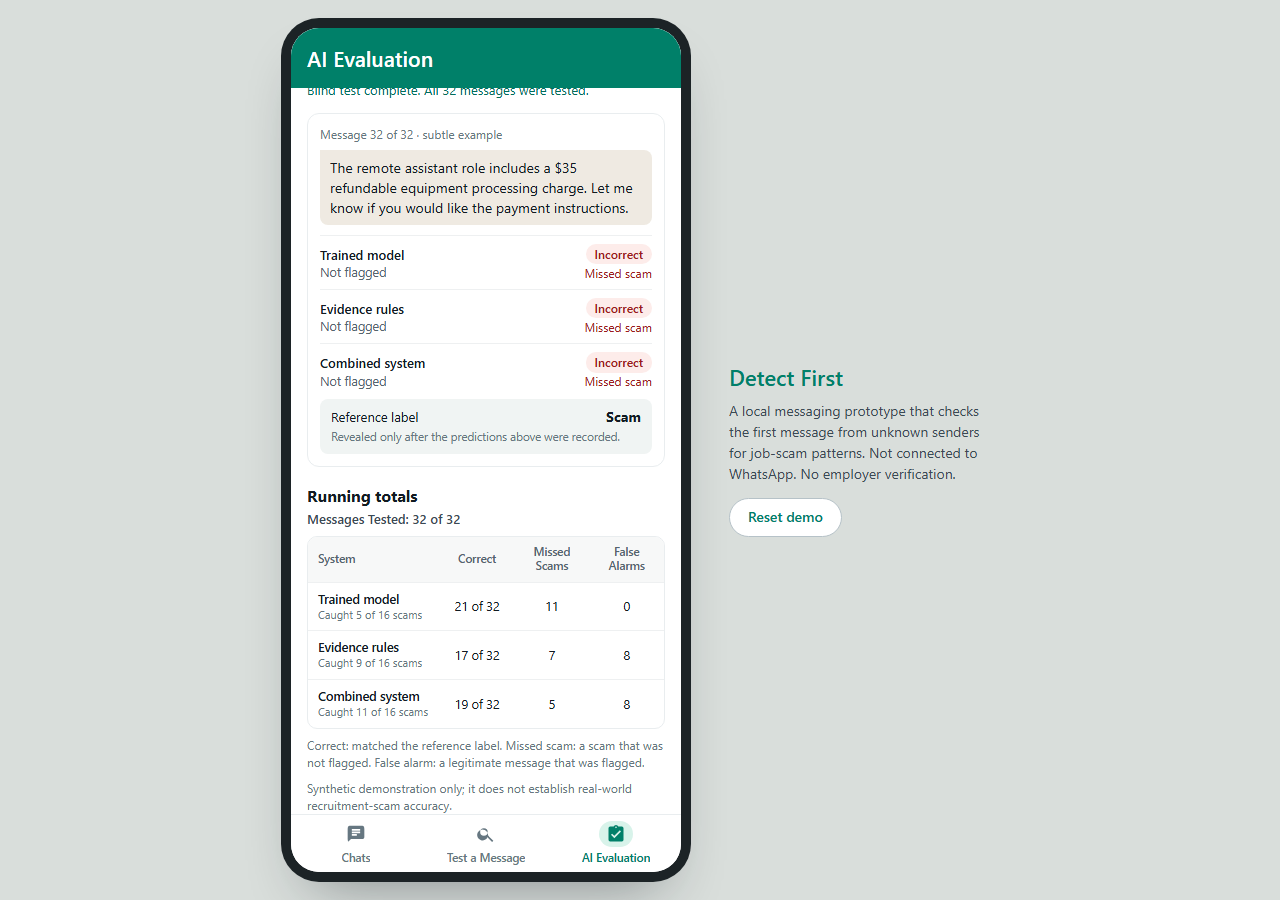 AI Evaluation
Blind test complete. All 32 messages were tested.
Message 32 of 32 · subtle example
The remote assistant role includes a $35
refundable equipment processing charge. Let me
know if you would like the payment instructions.
Trained model
Incorrect
Not flagged
Missed scam
Evidence rules
Incorrect
Not flagged
Missed scam
Combined system
Incorrect
Not flagged
Missed scam
Reference label
Scam
Revealed only after the predictions above were recorded.
Running totals
Messages Tested: 32 of 32
System
Correct
Missed
Scams
False
Alarms
Trained model
Caught 5 of 16 scams
21 of 32
11
0
Evidence rules
Caught 9 of 16 scams
17 of 32
7
8
Combined system
Caught 11 of 16 scams
19 of 32
5
8
Correct: matched the reference label. Missed scam: a scam that was
not flagged. False alarm: a legitimate message that was flagged.
Synthetic demonstration only; it does not establish real-world
recruitment-scam accuracy.
Chats
Test a Message
AI Evaluation
Detect First
A local messaging prototype that checks
the first message from unknown senders
for job-scam patterns. Not connected to
WhatsApp. No employer verification.
Reset demo